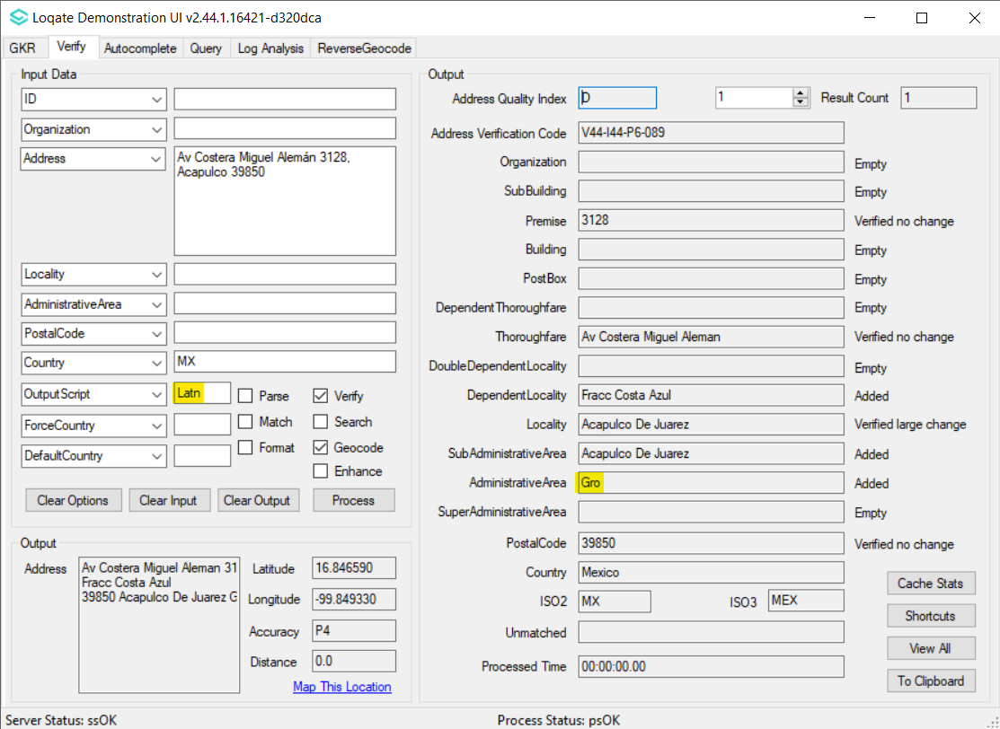 Loqate Demonstration UI v2.44.1.16421-d320dca
GKR Verify Autocomplete Query Log Analysis ReverseGeocode
Input Data
ID
Organization
Address Av Costera Miguel Alemán 3128,
Acapulco 39850
Locality
AdministrativeArea
PostalCode
Country MX
OutputScript Latn Parse Verify
ForceCountry Match Search
DefaultCountry Format Geocode
Enhance
Clear Options Clear Input Clear Output Process
Output
Address Av Costera Miguel Aleman 31
Fracc Costa Azul
39850 Acapulco De Juarez G
Latitude 16.846590
Longitude -99.849330
Accuracy P4
Distance 0.0
Map This Location
Output
Address Quality Index D 1 Result Count 1
Address Verification Code V44-I44-P6-089
Organization Empty
SubBuilding Empty
Premise 3128 Verified no change
Building Empty
PostBox Empty
DependentThoroughfare Empty
Thoroughfare Av Costera Miguel Aleman Verified no change
DoubleDependentLocality Empty
DependentLocality Fracc Costa Azul Added
Locality Acapulco De Juarez Verified large change
SubAdministrativeArea Acapulco De Juarez Added
AdministrativeArea Gro Added
SuperAdministrativeArea Empty
PostalCode 39850 Verified no change
Country Mexico
ISO2 MX ISO3 MEX
Unmatched
Processed Time 00:00:00.00
Cache Stats
Shortcuts
View All
To Clipboard
Server Status: ssOK Process Status: psOK